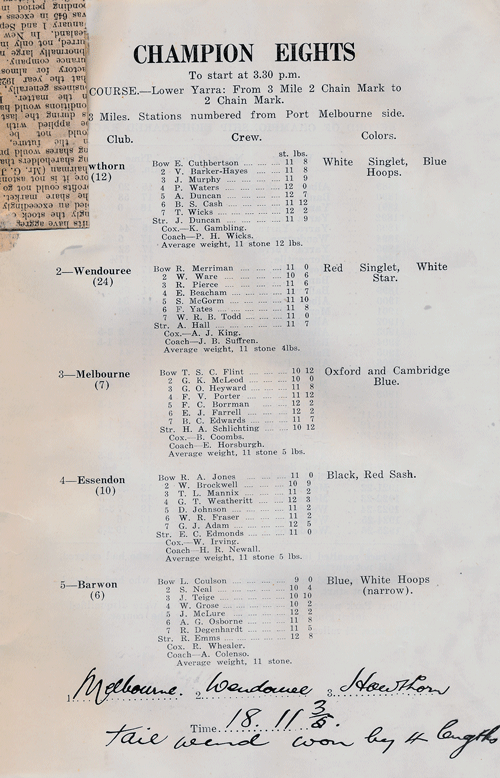 CHAMPION EIGHTS
To start at 3.30 p.m.
COURSE.—Lower Yarra: From 3 Mile 2 Chain Mark to
2 Chain Mark.
3 Miles. Stations numbered from Port Melbourne side.
Club. Crew. Colors.
st. lbs.
wthorn Bow E. Cuthbertson 11 8 White Singlet, Blue
(12) 2 V. Barker-Hayes 11 8 Hoops.
3 J. Murphy 11 9
4 P. Waters 12 0
5 A. Duncan 12 7
6 B. S. Cash 11 12
7 T. Wicks 12 2
Str. J. Duncan 11 9
Cox.—K. Gambling.
Coach—P. H. Wicks.
Average weight, 11 stone 12 lbs.
2—Wendouree Bow R. Merriman 11 0 Red Singlet, White
(24) 2 W. Ware 10 6 Star.
3 R. Pierce 11 6
4 E. Beacham 11 7
5 S. McGorm 11 10
6 F. Yates 11 8
7 W. R. B. Todd 11 0
Str. A. Hall 11 7
Cox.—A. J. King.
Coach—J. B. Suffren.
Average weight, 11 stone 4lbs.
3—Melbourne Bow T. S. C. Flint 10 12 Oxford and Cambridge
(7) 2 G. K. McLeod 10 0 Blue.
3 G. O. Heyward 11 8
4 F. V. Porter 11 12
5 F. C. Borrman 12 2
6 E. J. Farrell 12 2
7 B. C. Edwards 11 7
Str. H. A. Schlichting 10 12
Cox.—B. Coombs.
Coach—E. Horsburgh.
Average weight, 11 stone 5 lbs.
4—Essendon Bow R. A. Jones 11 0 Black, Red Sash.
(10) 2 W. Brockwell 10 9
3 T. L. Mannix 11 2
4 G. T. Weatheritt 12 3
5 D. Johnson 11 2
6 W. R. Fraser 11 2
7 G. J. Adam 12 5
Str. E. C. Edmonds 11 0
Cox.—W. Irving.
Coach—H. R. Newall.
Average weight, 11 stone 5 lbs.
5—Barwon Bow L. Coulson 9 0 Blue, White Hoops
(6) 2 S. Neal 10 4 (narrow).
3 J. Teige 10 10
4 W. Grose 10 2
5 J. McLure 12 2
6 A. G. Osborne 11 8
7 R. Degenhardt 11 5
Str. R. Emms 12 8
Cox. R. Whealer.
Coach—A. Colenso.
Average weight, 11 stone.
1 Melbourne. 2 Wendouree 3 Hawthorn
Time 18. 11 3/5.
Tail wend won by 4 lengths